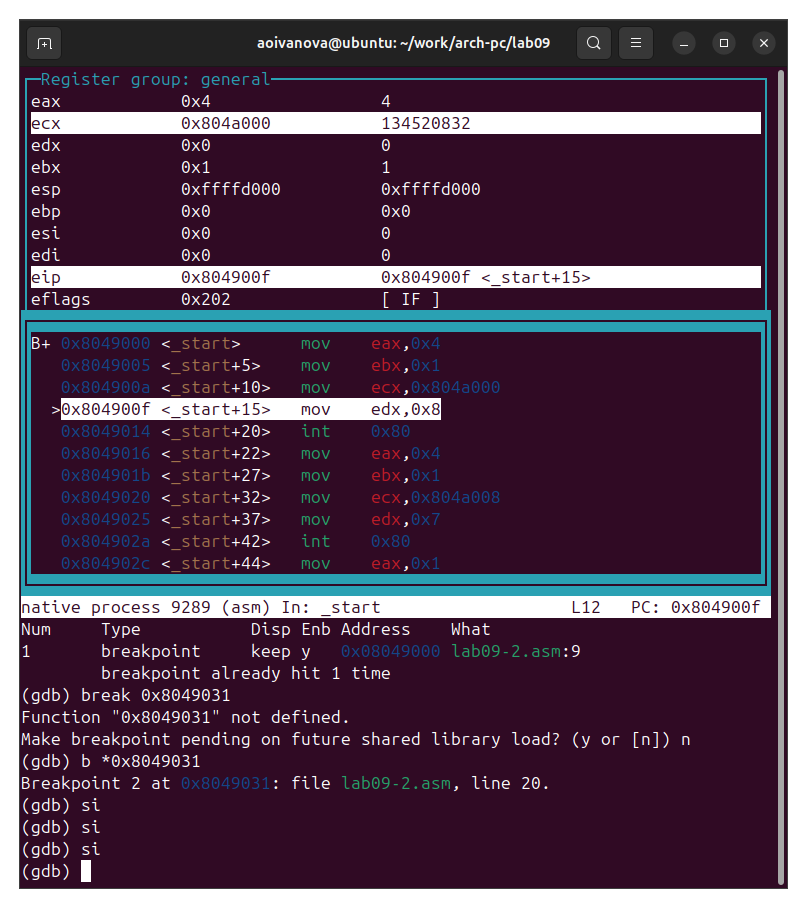 aoivanova@ubuntu: ~/work/arch-pc/lab09
Register group: general
eax 0x4 4
ecx 0x804a000 134520832
edx 0x0 0
ebx 0x1 1
esp 0xffffd000 0xffffd000
ebp 0x0 0x0
esi 0x0 0
edi 0x0 0
eip 0x804900f 0x804900f <_start+15>
eflags 0x202 [ IF ]
B+ 0x8049000 <_start> mov eax,0x4
0x8049005 <_start+5> mov ebx,0x1
0x804900a <_start+10> mov ecx,0x804a000
>0x804900f <_start+15> mov edx,0x8
0x8049014 <_start+20> int 0x80
0x8049016 <_start+22> mov eax,0x4
0x804901b <_start+27> mov ebx,0x1
0x8049020 <_start+32> mov ecx,0x804a008
0x8049025 <_start+37> mov edx,0x7
0x804902a <_start+42> int 0x80
0x804902c <_start+44> mov eax,0x1
native process 9289 (asm) In: _start L12 PC: 0x804900f
Num Type Disp Enb Address What
1 breakpoint keep y 0x08049000 lab09-2.asm:9
breakpoint already hit 1 time
(gdb) break 0x8049031
Function "0x8049031" not defined.
Make breakpoint pending on future shared library load? (y or [n]) n
(gdb) b *0x8049031
Breakpoint 2 at 0x8049031: file lab09-2.asm, line 20.
(gdb) si
(gdb) si
(gdb) si
(gdb)